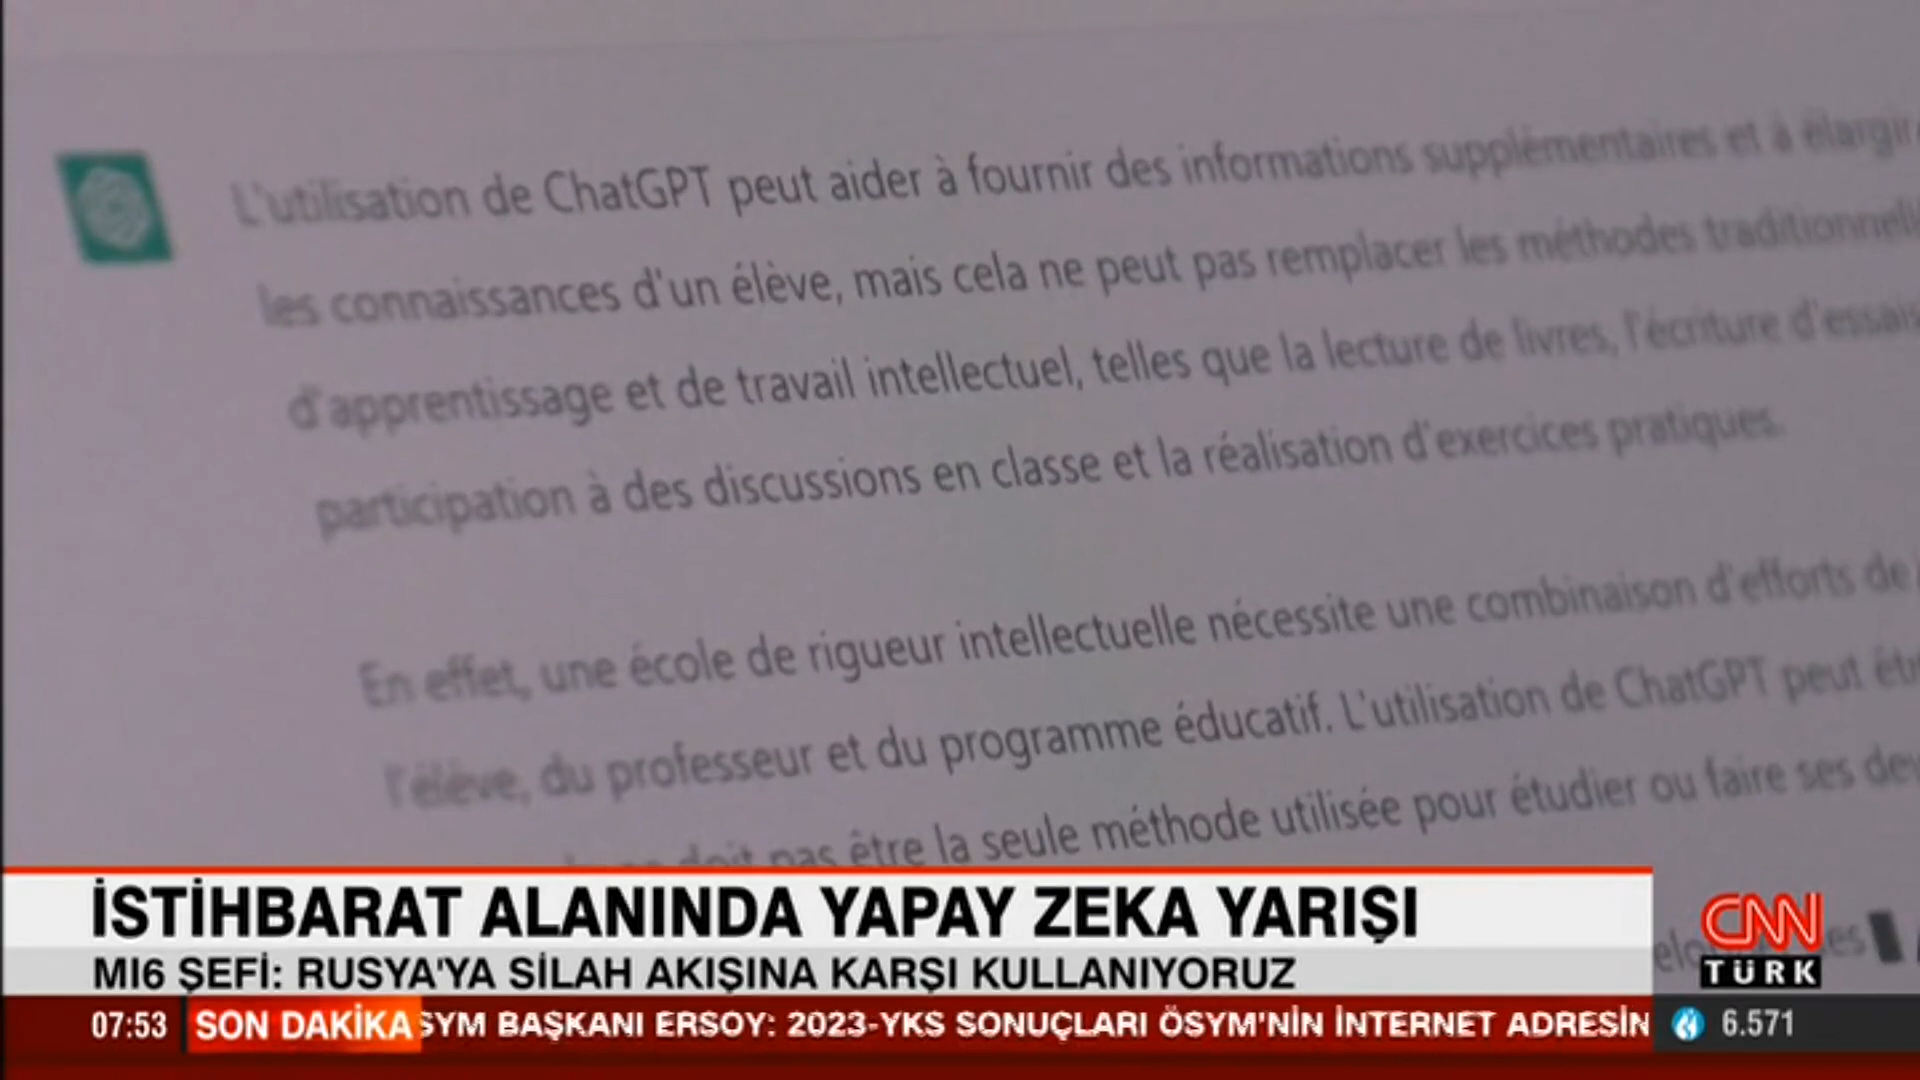 L'utilisation de ChatGPT peut aider à fournir des informations supplémentaires et à élargir
les connaissances d'un élève, mais cela ne peut pas remplacer les méthodes
d'apprentissage et de travail intellectuel, telles que la lecture de livres, l'écriture d'essais
participation à des discussions en classe et la réalisation d'exercices pratiques.
En effet, une école de rigueur intellectuelle nécessite une combinaison d'efforts de
l'élève, du professeur et du programme éducatif. L'utilisation de ChatGPT peut
doit pas être la seule méthode utilisée pour étudier ou faire ses
İSTİHBARAT ALANINDA YAPAY ZEKA YARIŞI
MI6 ŞEFİ: RUSYA'YA SİLAH AKIŞINA KARŞI KULLANIYORUZ
CNN
TÜRK
07:53 SON DAKİKA SYM BAŞKANI ERSOY: 2023-YKS SONUÇLARI ÖSYM'NİN İNTERNET ADRESİN
6.571